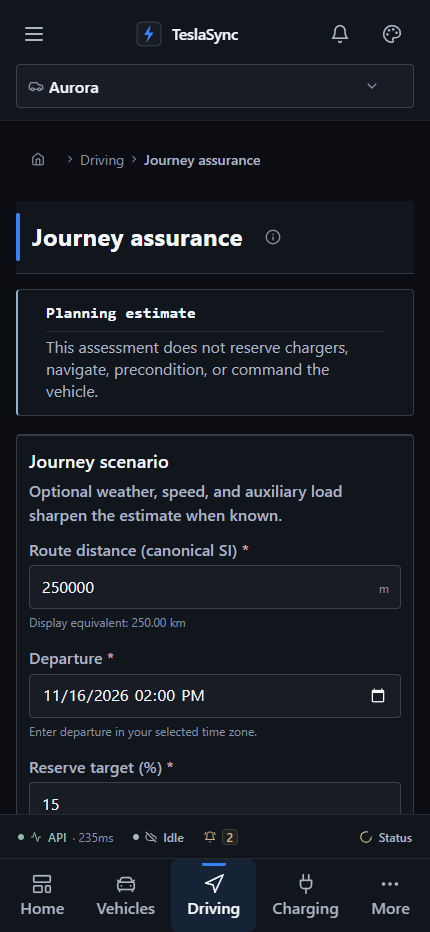 TeslaSync
Aurora
Driving
Journey assurance
Journey assurance
Planning estimate
This assessment does not reserve chargers,
navigate, precondition, or command the
vehicle.
Journey scenario
Optional weather, speed, and auxiliary load
sharpen the estimate when known.
Route distance (canonical SI) *
250000 m
Display equivalent: 250.00 km
Departure *
11/16/2026 02:00 PM
Enter departure in your selected time zone.
Reserve target (%) *
15
API · 235ms Idle 2 Status
Home Vehicles Driving Charging More